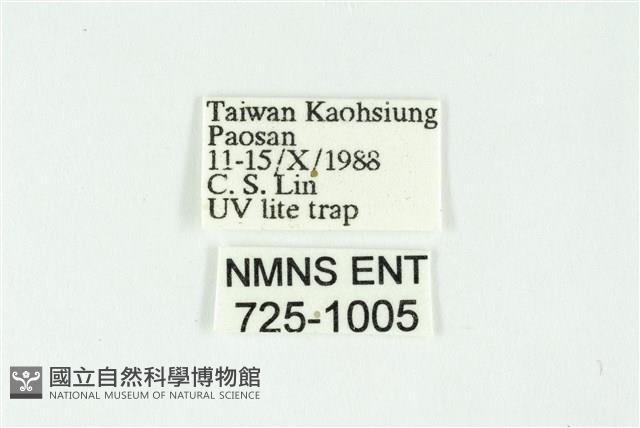 Taiwan Kaohsiung
Paosan
11-15/X/1988
C. S. Lin
UV lite trap
NMNS ENT
725-1005
國立自然科學博物館
NATIONAL MUSEUM OF NATURAL SCIENCE